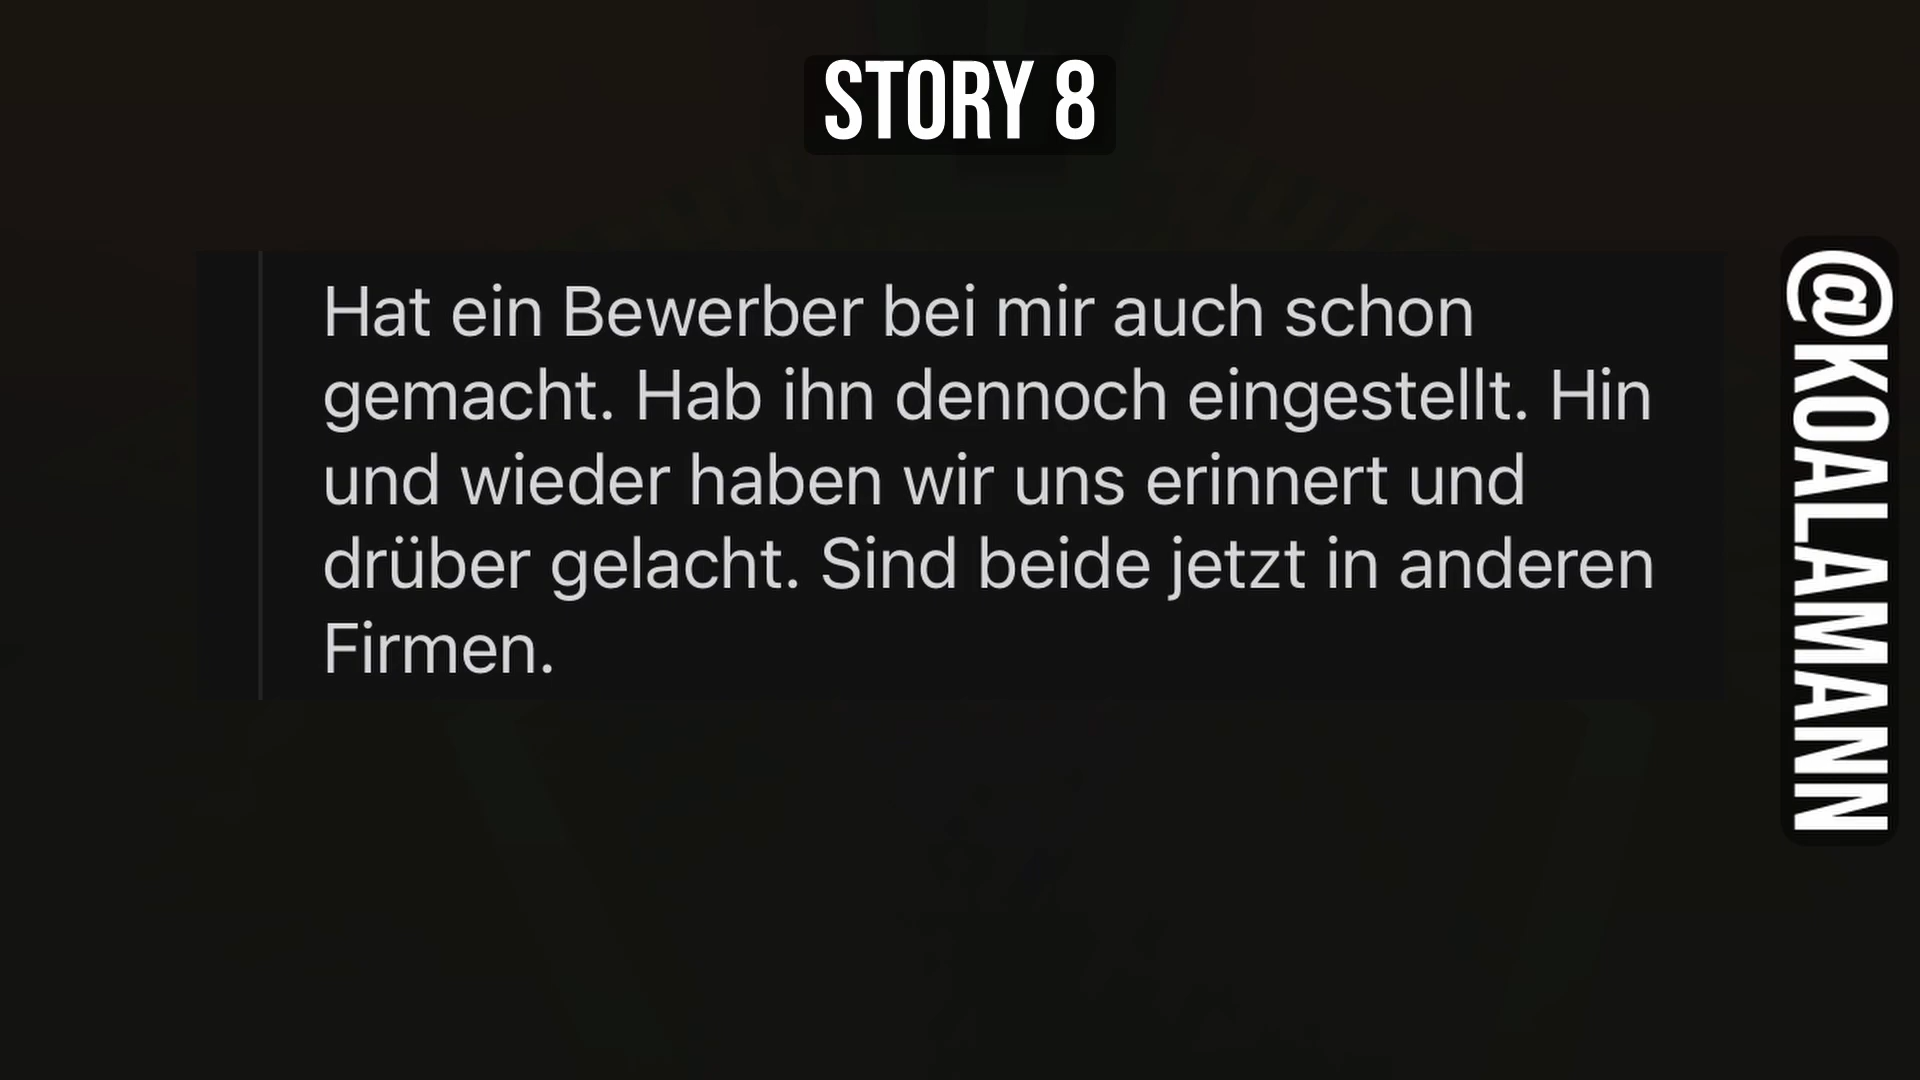 STORY 8
Hat ein Bewerber bei mir auch schon
gemacht. Hab ihn dennoch eingestellt. Hin
und wieder haben wir uns erinnert und
drüber gelacht. Sind beide jetzt in anderen
Firmen.
@KOALAMANN